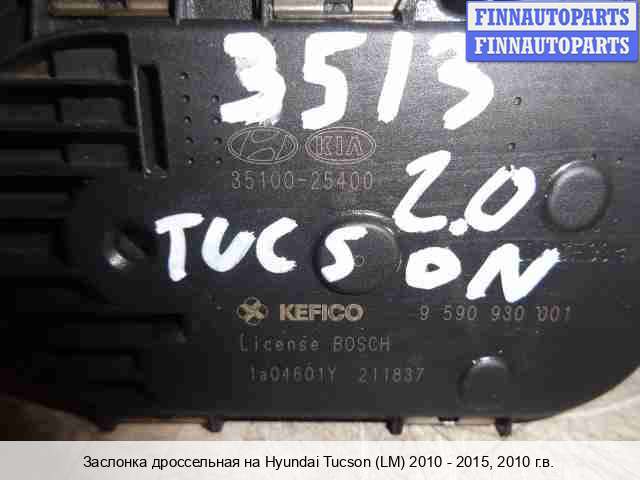 FINNAUTOPARTS
FINNAUTOPARTS
3513
KIA
35100-25400
2.0
TUCSON
KEFICO
9 590 930 001
License BOSCH
1a04601Y 211837
Заслонка дроссельная на Hyundai Tucson (LM) 2010 - 2015, 2010 г.в.